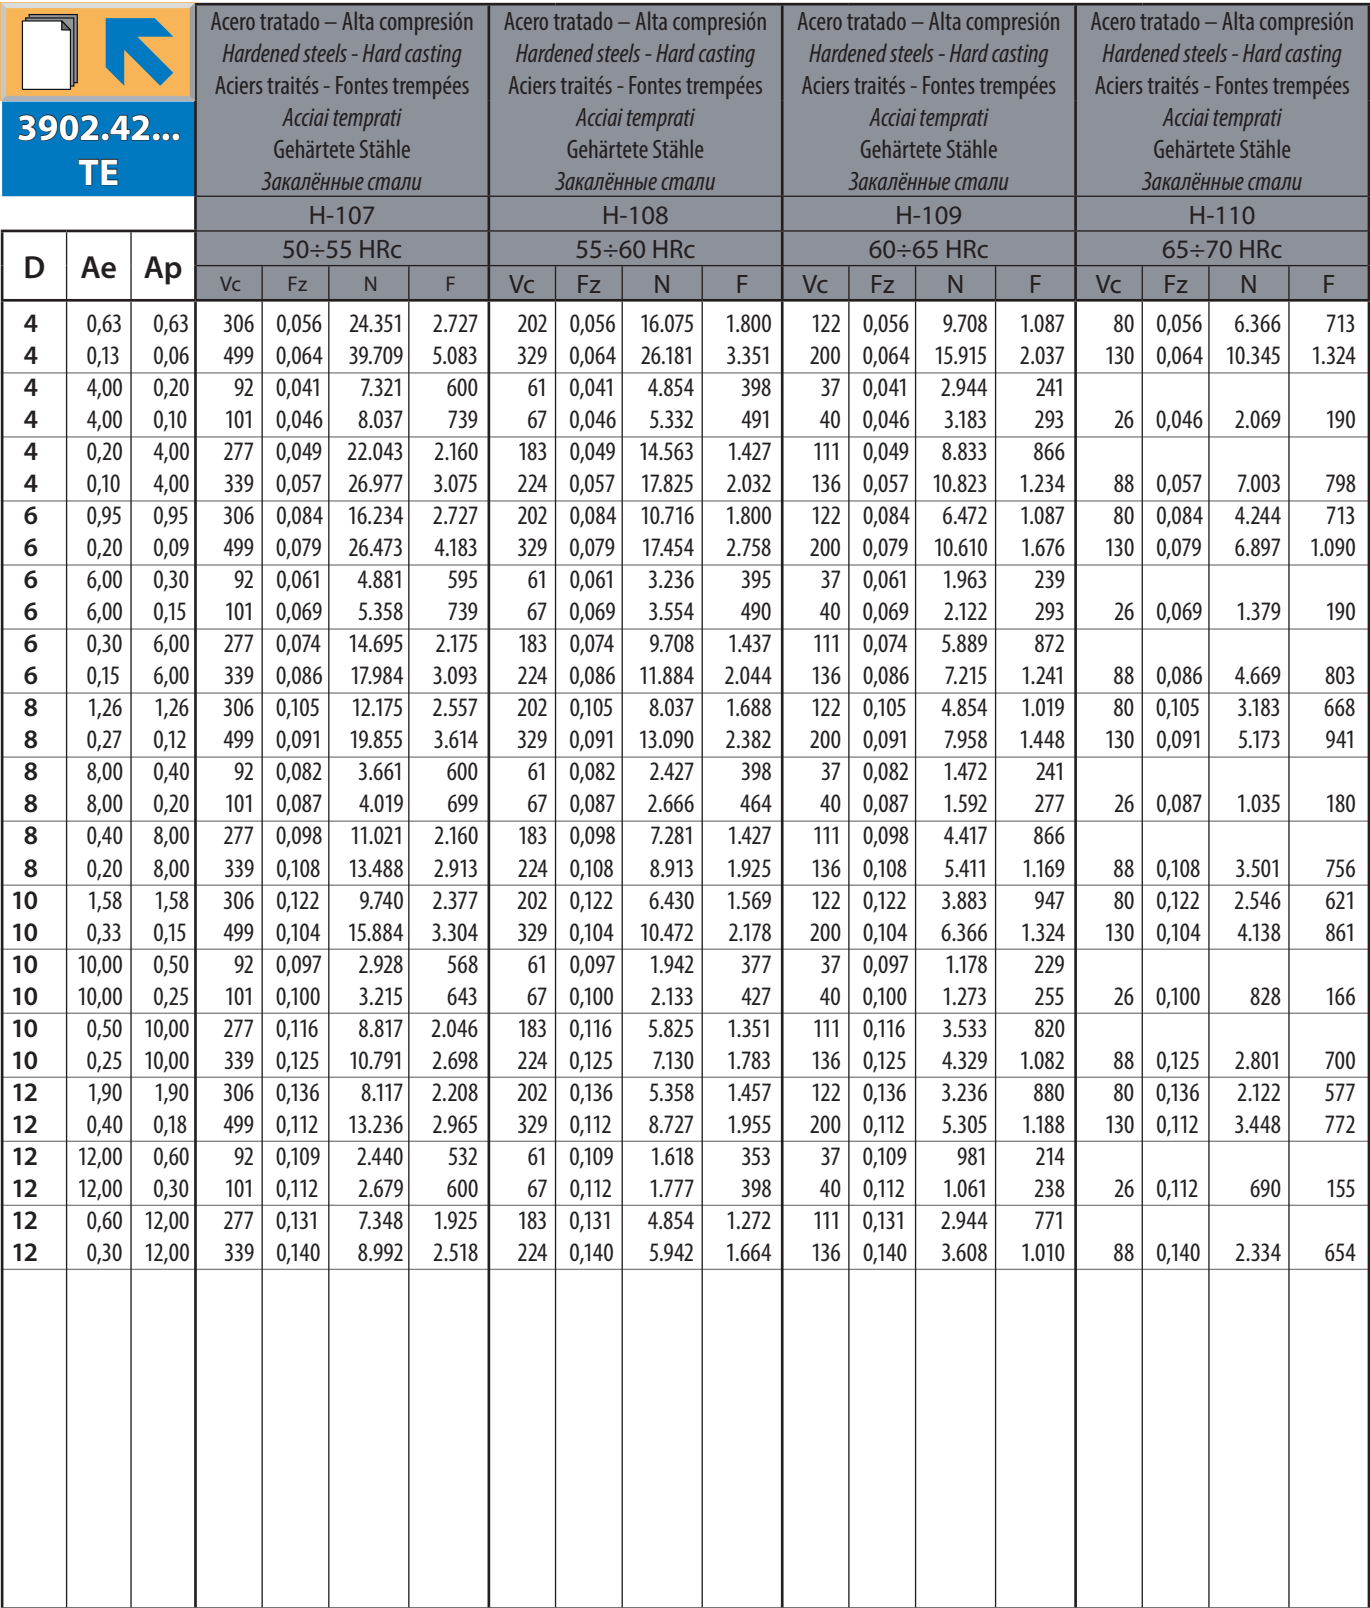 Acero tratado – Alta compresión Acero tratado – Alta compresión Acero tratado – Alta compresión Acero tratado – Alta compresión
Hardened steels - Hard casting Hardened steels - Hard casting Hardened steels - Hard casting Hardened steels - Hard casting
Aciers traités - Fontes trempées Aciers traités - Fontes trempées Aciers traités - Fontes trempées Aciers traités - Fontes trempées
3902.42... Acciai temprati Acciai temprati Acciai temprati Acciai temprati
TE Gehärtete Stähle Gehärtete Stähle Gehärtete Stähle Gehärtete Stähle
Закалённые стали Закалённые стали Закалённые стали Закалённые стали
H-107 H-108 H-109 H-110
50÷55 HRc 55÷60 HRc 60÷65 HRc 65÷70 HRc
D Ae Ap Vc Fz N F Vc Fz N F Vc Fz N F Vc Fz N F
4 0,63 0,63 306 0,056 24.351 2.727 202 0,056 16.075 1.800 122 0,056 9.708 1.087 80 0,056 6.366 713
4 0,13 0,06 499 0,064 39.709 5.083 329 0,064 26.181 3.351 200 0,064 15.915 2.037 130 0,064 10.345 1.324
4 4,00 0,20 92 0,041 7.321 600 61 0,041 4.854 398 37 0,041 2.944 241
4 4,00 0,10 101 0,046 8.037 739 67 0,046 5.332 491 40 0,046 3.183 293 26 0,046 2.069 190
4 0,20 4,00 277 0,049 22.043 2.160 183 0,049 14.563 1.427 111 0,049 8.833 866
4 0,10 4,00 339 0,057 26.977 3.075 224 0,057 17.825 2.032 136 0,057 10.823 1.234 88 0,057 7.003 798
6 0,95 0,95 306 0,084 16.234 2.727 202 0,084 10.716 1.800 122 0,084 6.472 1.087 80 0,084 4.244 713
6 0,20 0,09 499 0,079 26.473 4.183 329 0,079 17.454 2.758 200 0,079 10.610 1.676 130 0,079 6.897 1.090
6 6,00 0,30 92 0,061 4.881 595 61 0,061 3.236 395 37 0,061 1.963 239
6 6,00 0,15 101 0,069 5.358 739 67 0,069 3.554 490 40 0,069 2.122 293 26 0,069 1.379 190
6 0,30 6,00 277 0,074 14.695 2.175 183 0,074 9.708 1.437 111 0,074 5.889 872
6 0,15 6,00 339 0,086 17.984 3.093 224 0,086 11.884 2.044 136 0,086 7.215 1.241 88 0,086 4.669 803
8 1,26 1,26 306 0,105 12.175 2.557 202 0,105 8.037 1.688 122 0,105 4.854 1.019 80 0,105 3.183 668
8 0,27 0,12 499 0,091 19.855 3.614 329 0,091 13.090 2.382 200 0,091 7.958 1.448 130 0,091 5.173 941
8 8,00 0,40 92 0,082 3.661 600 61 0,082 2.427 398 37 0,082 1.472 241
8 8,00 0,20 101 0,087 4.019 699 67 0,087 2.666 464 40 0,087 1.592 277 26 0,087 1.035 180
8 0,40 8,00 277 0,098 11.021 2.160 183 0,098 7.281 1.427 111 0,098 4.417 866
8 0,20 8,00 339 0,108 13.488 2.913 224 0,108 8.913 1.925 136 0,108 5.411 1.169 88 0,108 3.501 756
10 1,58 1,58 306 0,122 9.740 2.377 202 0,122 6.430 1.569 122 0,122 3.883 947 80 0,122 2.546 621
10 0,33 0,15 499 0,104 15.884 3.304 329 0,104 10.472 2.178 200 0,104 6.366 1.324 130 0,104 4.138 861
10 10,00 0,50 92 0,097 2.928 568 61 0,097 1.942 377 37 0,097 1.178 229
10 10,00 0,25 101 0,100 3.215 643 67 0,100 2.133 427 40 0,100 1.273 255 26 0,100 828 166
10 0,50 10,00 277 0,116 8.817 2.046 183 0,116 5.825 1.351 111 0,116 3.533 820
10 0,25 10,00 339 0,125 10.791 2.698 224 0,125 7.130 1.783 136 0,125 4.329 1.082 88 0,125 2.801 700
12 1,90 1,90 306 0,136 8.117 2.208 202 0,136 5.358 1.457 122 0,136 3.236 880 80 0,136 2.122 577
12 0,40 0,18 499 0,112 13.236 2.965 329 0,112 8.727 1.955 200 0,112 5.305 1.188 130 0,112 3.448 772
12 12,00 0,60 92 0,109 2.440 532 61 0,109 1.618 353 37 0,109 981 214
12 12,00 0,30 101 0,112 2.679 600 67 0,112 1.777 398 40 0,112 1.061 238 26 0,112 690 155
12 0,60 12,00 277 0,131 7.348 1.925 183 0,131 4.854 1.272 111 0,131 2.944 771
12 0,30 12,00 339 0,140 8.992 2.518 224 0,140 5.942 1.664 136 0,140 3.608 1.010 88 0,140 2.334 654